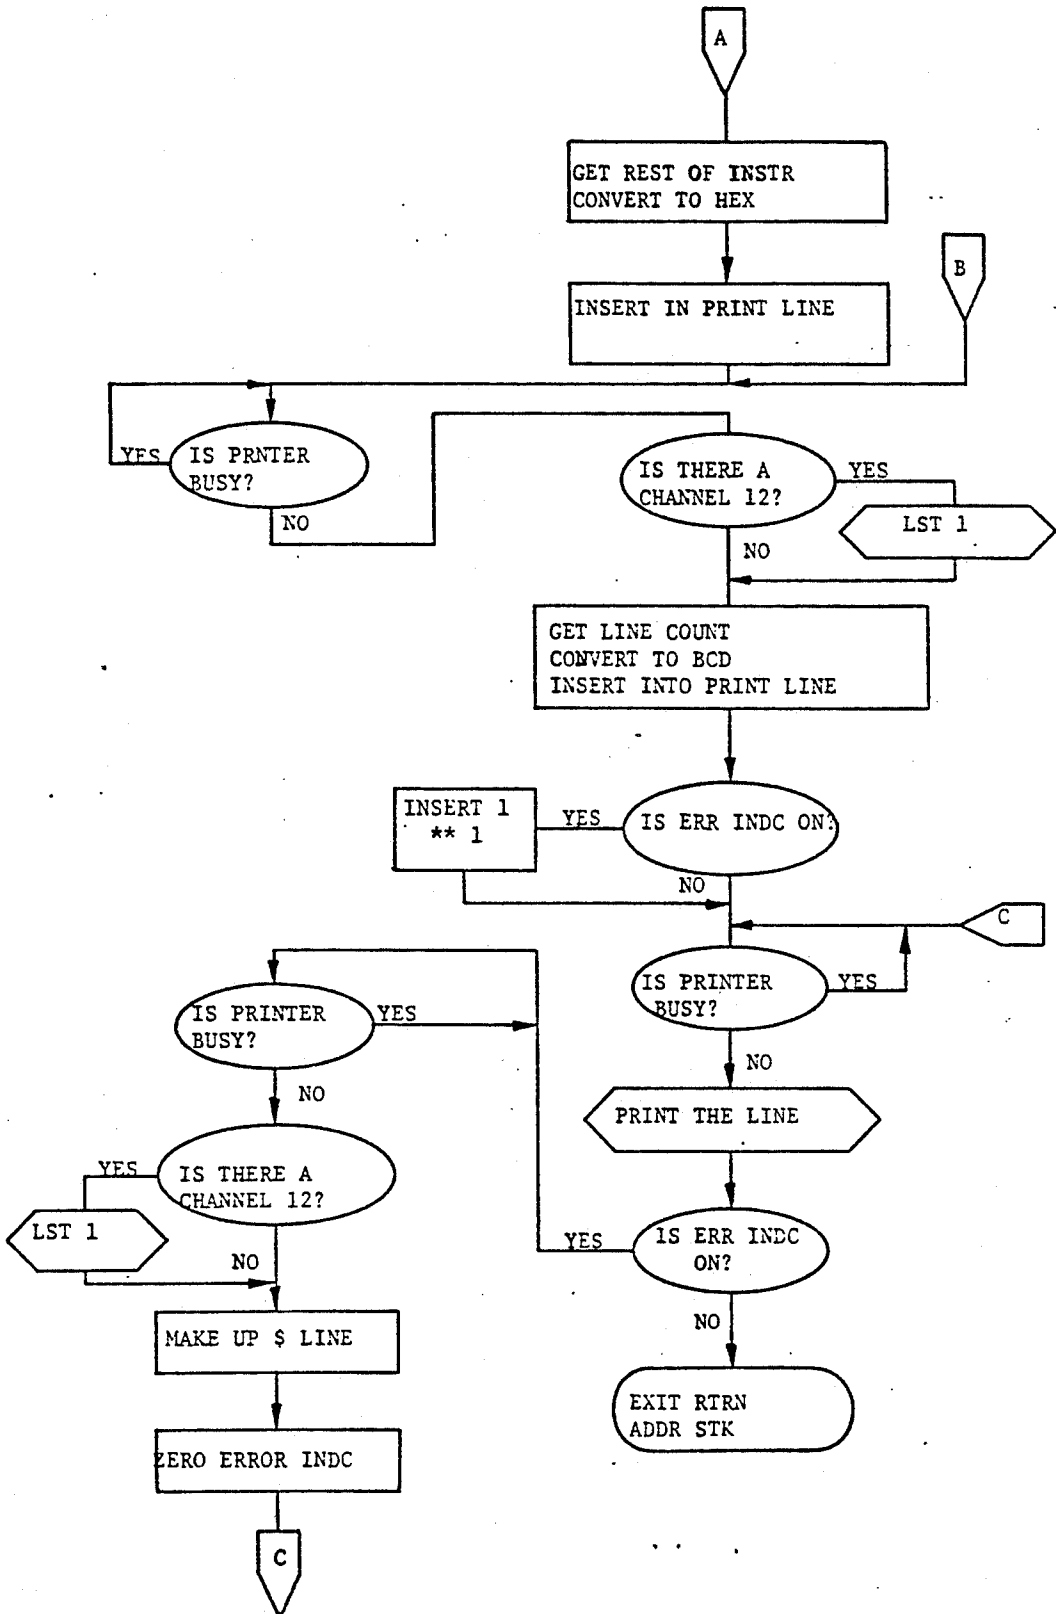 A
GET REST OF INSTR
CONVERT TO HEX
B
INSERT IN PRINT LINE
YES
IS PRNTER
BUSY?
NO
IS THERE A
CHANNEL 12?
YES
LST 1
NO
GET LINE COUNT
CONVERT TO BCD
INSERT INTO PRINT LINE
INSERT 1
** 1
YES
IS ERR INDC ON?
NO
C
IS PRINTER
BUSY?
YES
IS PRINTER
BUSY?
YES
NO
NO
PRINT THE LINE
YES
IS THERE A
CHANNEL 12?
LST 1
NO
YES
IS ERR INDC
ON?
NO
MAKE UP $ LINE
EXIT RTRN
ADDR STK
ZERO ERROR INDC
C